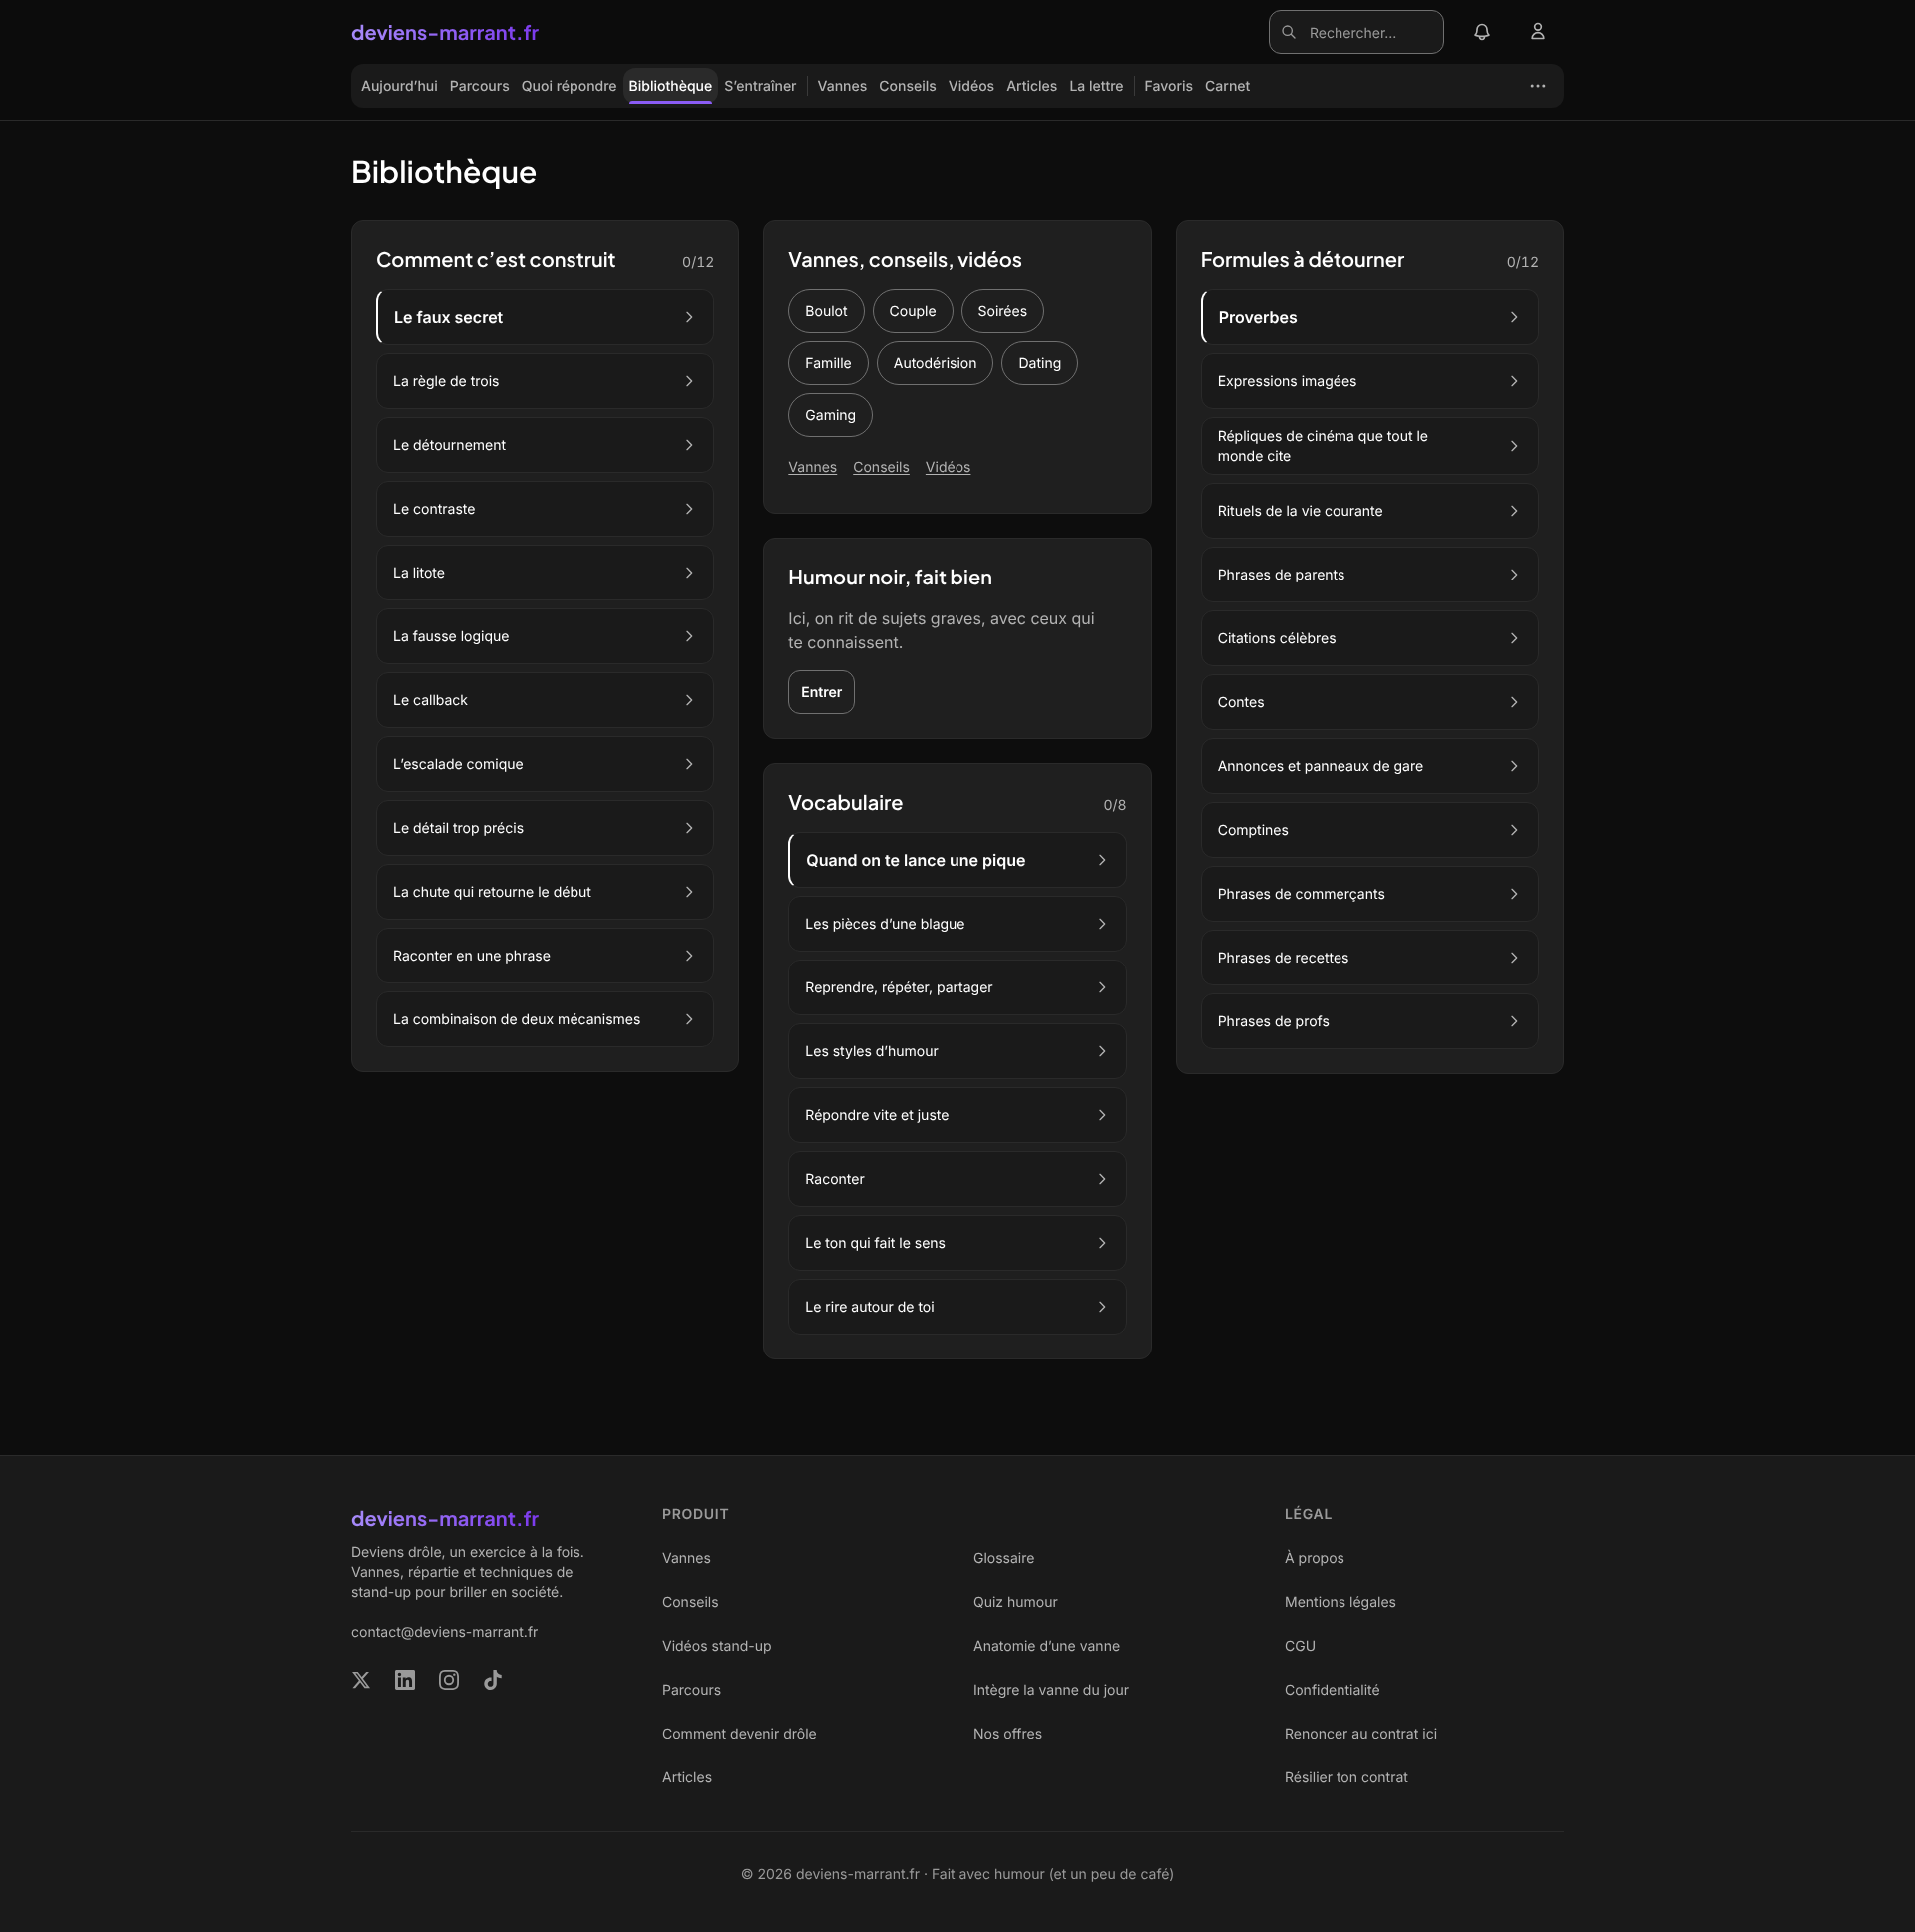 deviens-marrant.fr
Rechercher...
Aujourd’hui Parcours Quoi répondre Bibliothèque S’entraîner Vannes Conseils Vidéos Articles La lettre Favoris Carnet
Bibliothèque
Comment c’est construit 0/12
Le faux secret
La règle de trois
Le détournement
Le contraste
La litote
La fausse logique
Le callback
L’escalade comique
Le détail trop précis
La chute qui retourne le début
Raconter en une phrase
La combinaison de deux mécanismes
Vannes, conseils, vidéos
Boulot Couple Soirées
Famille Autodérision Dating
Gaming
Vannes Conseils Vidéos
Humour noir, fait bien
Ici, on rit de sujets graves, avec ceux qui
te connaissent.
Entrer
Vocabulaire 0/8
Quand on te lance une pique
Les pièces d’une blague
Reprendre, répéter, partager
Les styles d’humour
Répondre vite et juste
Raconter
Le ton qui fait le sens
Le rire autour de toi
Formules à détourner 0/12
Proverbes
Expressions imagées
Répliques de cinéma que tout le
monde cite
Rituels de la vie courante
Phrases de parents
Citations célèbres
Contes
Annonces et panneaux de gare
Comptines
Phrases de commerçants
Phrases de recettes
Phrases de profs
deviens-marrant.fr
Deviens drôle, un exercice à la fois.
Vannes, répartie et techniques de
stand-up pour briller en société.
contact@deviens-marrant.fr
PRODUIT
Vannes
Conseils
Vidéos stand-up
Parcours
Comment devenir drôle
Articles
Glossaire
Quiz humour
Anatomie d’une vanne
Intègre la vanne du jour
Nos offres
LÉGAL
À propos
Mentions légales
CGU
Confidentialité
Renoncer au contrat ici
Résilier ton contrat
© 2026 deviens-marrant.fr · Fait avec humour (et un peu de café)